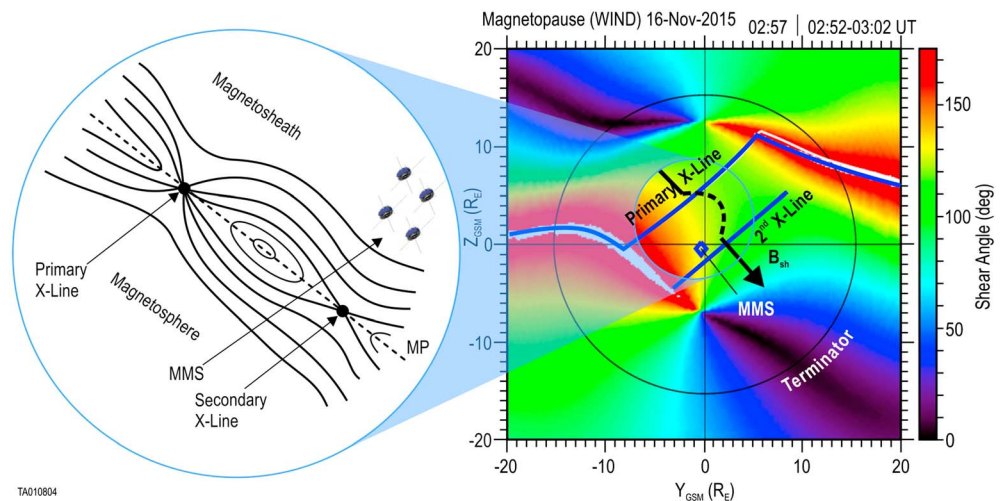 Magnetosheath
Primary
X-Line
Magnetosphere
MMS
Secondary
X-Line
MP
TA010804
Magnetopause (WIND) 16-Nov-2015
02:57 | 02:52-03:02 UT
20
10
0
-10
-20
Z_GSM (R_E)
-20
-10
0
10
20
Y_GSM (R_E)
Primary X-Line
2nd X-Line
B_sh
MMS
Terminator
150
100
50
0
Shear Angle (deg)